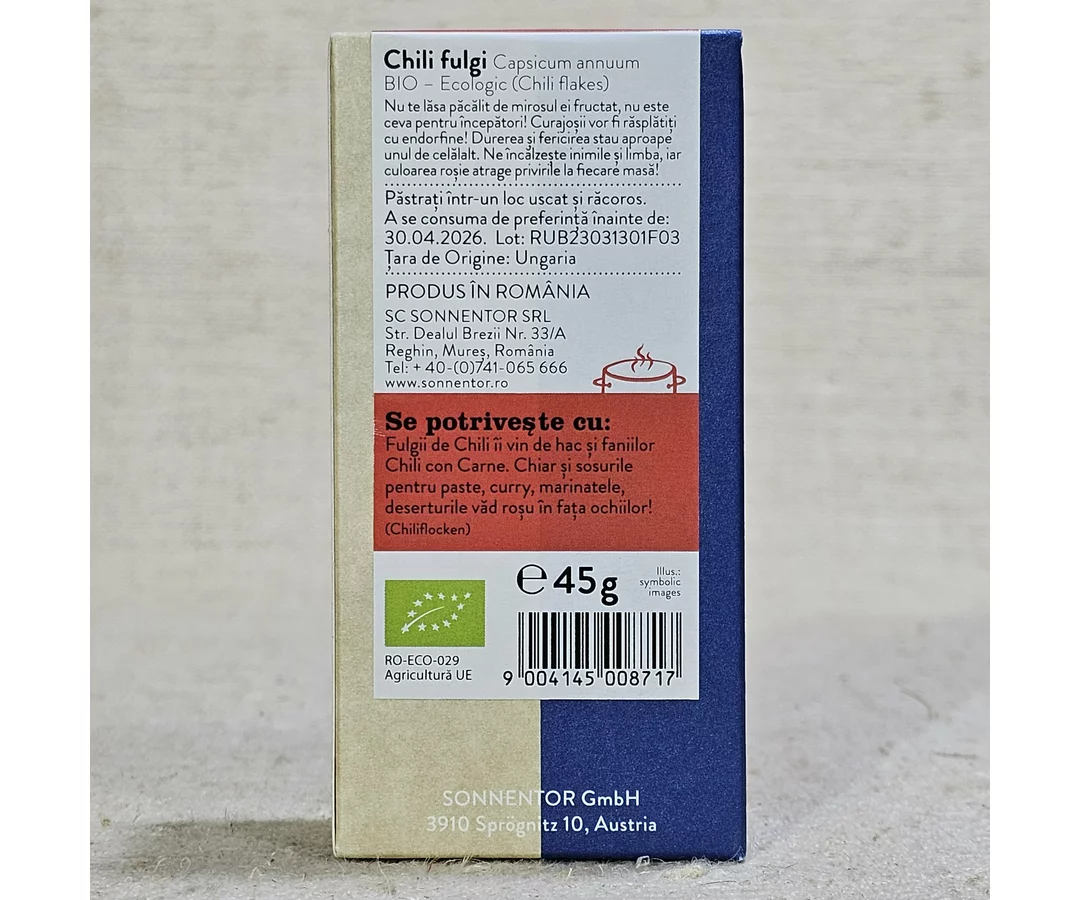 Chili fulgi Capsicum annuum
BIO – Ecologic (Chili flakes)
Nu te lăsa păcălit de mirosul ei fructat, nu este
ceva pentru începători! Curajoșii vor fi răsplătiți
cu endorfine! Durerea și fericirea stau aproape
unul de celălalt. Ne încălzește inimile și limba, iar
culoarea roșie atrage privirile la fiecare masă!
Păstrați într-un loc uscat și răcoros.
A se consuma de preferință înainte de:
30.04.2026. Lot: RUB23031301F03
Țara de Origine: Ungaria
PRODUS ÎN ROMÂNIA
SC SONNENTOR SRL
Str. Dealul Brezii Nr. 33/A
Reghin, Mureș, România
Tel: + 40-(0)741-065 666
www.sonnentor.ro
Se potrivește cu:
Fulgii de Chili îi vin de hac și faniilor
Chili con Carne. Chiar și sosurile
pentru paste, curry, marinatele,
deserturile văd roșu în fața ochiilor!
(Chiliflocken)
℮ 45g
Illus.:
symbolic
images
RO-ECO-029
Agricultură UE
9 004145 008717
SONNENTOR GmbH
3910 Sprögnitz 10, Austria